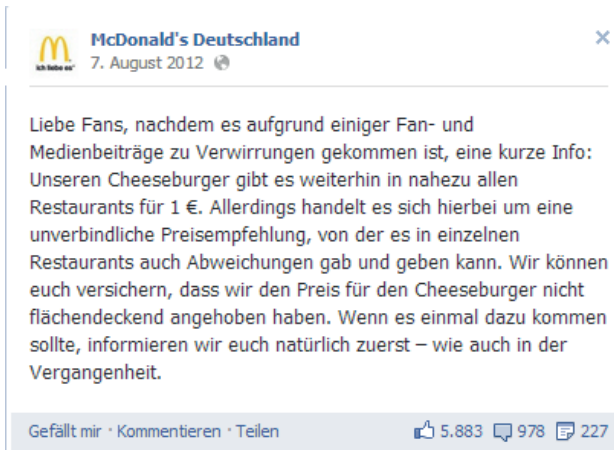 McDonald's Deutschland
7. August 2012
ich liebe es
Liebe Fans, nachdem es aufgrund einiger Fan- und
Medienbeiträge zu Verwirrungen gekommen ist, eine kurze Info:
Unseren Cheeseburger gibt es weiterhin in nahezu allen
Restaurants für 1 €. Allerdings handelt es sich hierbei um eine
unverbindliche Preisempfehlung, von der es in einzelnen
Restaurants auch Abweichungen gab und geben kann. Wir können
euch versichern, dass wir den Preis für den Cheeseburger nicht
flächendeckend angehoben haben. Wenn es einmal dazu kommen
sollte, informieren wir euch natürlich zuerst – wie auch in der
Vergangenheit.
Gefällt mir · Kommentieren · Teilen 5.883 978 227